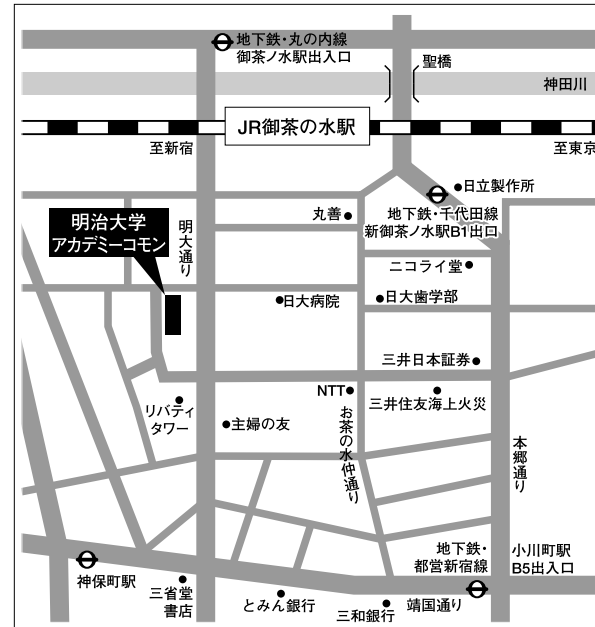 地下鉄・丸の内線
御茶ノ水駅出入口
聖橋
神田川
JR御茶の水駅
至新宿
至東京
日立製作所
丸善
地下鉄・千代田線
新御茶ノ水駅B1出口
明治大学
アカデミーコモン
明大通り
ニコライ堂
日大病院
日大歯学部
三井日本証券
NTT
三井住友海上火災
リバティ
タワー
主婦の友
お茶の水仲通り
本郷通り
地下鉄・
都営新宿線
小川町駅
B5出入口
神保町駅
三省堂
書店
とみん銀行
三和銀行
靖国通り